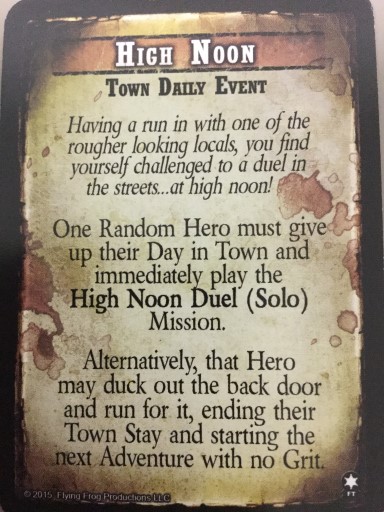 High Noon
Town Daily Event
Having a run in with one of the
rougher looking locals, you find
yourself challenged to a duel in
the streets...at high noon!
One Random Hero must give
up their Day in Town and
immediately play the
High Noon Duel (Solo)
Mission.
Alternatively, that Hero
may duck out the back door
and run for it, ending their
Town Stay and starting the
next Adventure with no Grit.
© 2015 Flying Frog Productions LLC
FT